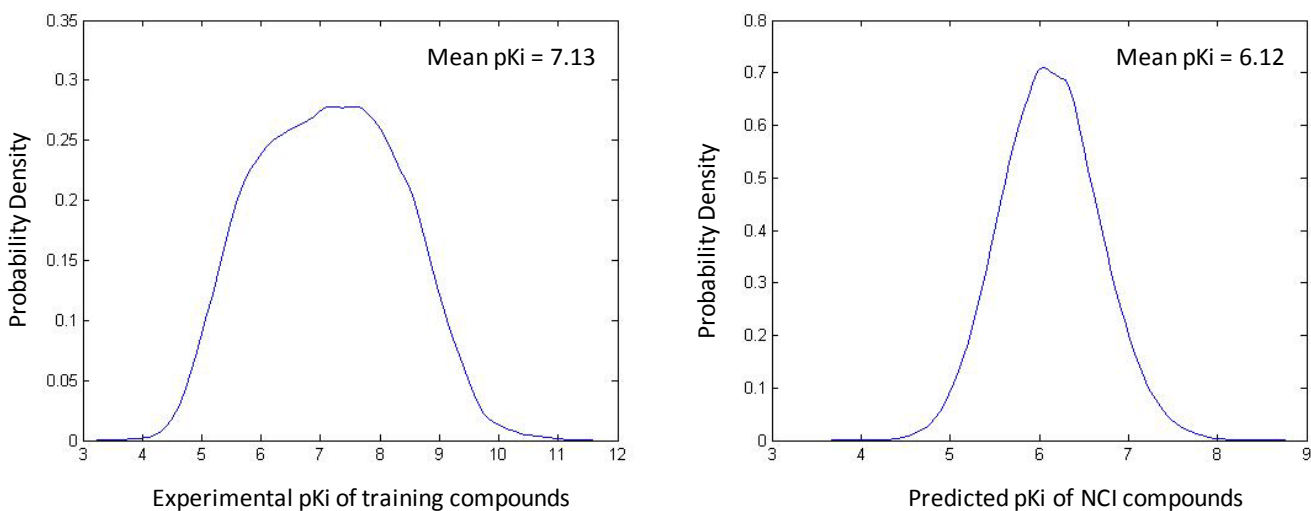 Mean pKi = 7.13
Probability Density
0.35
0.3
0.25
0.2
0.15
0.1
0.05
0
3 4 5 6 7 8 9 10 11 12
Experimental pKi of training compounds
Mean pKi = 6.12
Probability Density
0.8
0.7
0.6
0.5
0.4
0.3
0.2
0.1
0
3 4 5 6 7 8 9
Predicted pKi of NCI compounds